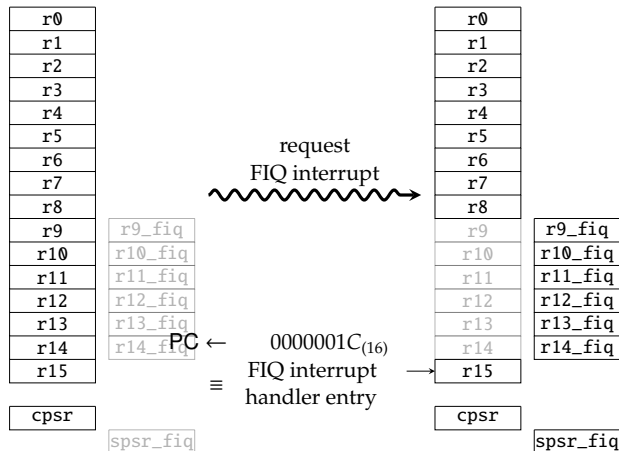 r0
r1
r2
r3
r4
r5
r6
r7
r8
r9
r10
r11
r12
r13
r14
r15
cpsr
r9_fiq
r10_fiq
r11_fiq
r12_fiq
r13_fiq
r14_fiq
spsr_fiq
request
FIQ interrupt
PC ← 0000001C(16)
≡ FIQ interrupt
handler entry
r0
r1
r2
r3
r4
r5
r6
r7
r8
r9
r10
r11
r12
r13
r14
r15
cpsr
r9_fiq
r10_fiq
r11_fiq
r12_fiq
r13_fiq
r14_fiq
spsr_fiq